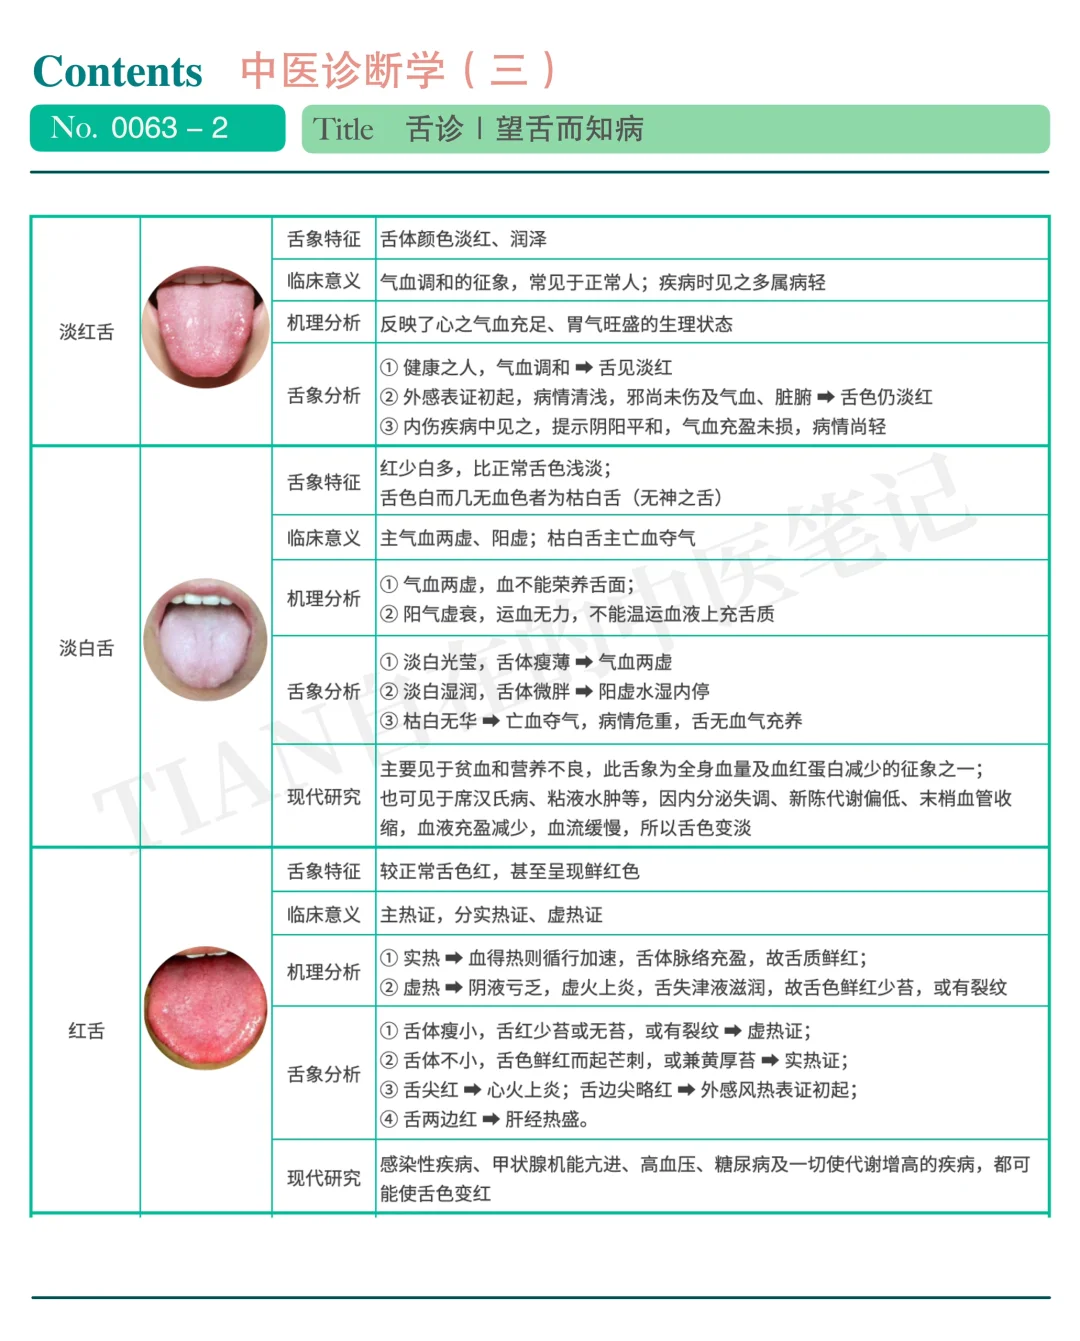 Contents 中医诊断学（三）
No. 0063 – 2
Title 舌诊 | 望舌而知病
淡红舌
舌象特征
舌体颜色淡红、润泽
临床意义
气血调和的征象，常见于正常人；疾病时见之多属病轻
机理分析
反映了心之气血充足、胃气旺盛的生理状态
舌象分析
① 健康之人，气血调和 ➡ 舌见淡红
② 外感表证初起，病情清浅，邪尚未伤及气血、脏腑 ➡ 舌色仍淡红
③ 内伤疾病中见之，提示阴阳平和，气血充盈未损，病情尚轻
淡白舌
舌象特征
红少白多，比正常舌色浅淡；
舌色白而几无血色者为枯白舌（无神之舌）
临床意义
主气血两虚、阳虚；枯白舌主亡血夺气
机理分析
① 气血两虚，血不能荣养舌面；
② 阳气虚衰，运血无力，不能温运血液上充舌质
舌象分析
① 淡白光莹，舌体瘦薄 ➡ 气血两虚
② 淡白湿润，舌体微胖 ➡ 阳虚水湿内停
③ 枯白无华 ➡ 亡血夺气，病情危重，舌无血气充养
现代研究
主要见于贫血和营养不良，此舌象为全身血量及血红蛋白减少的征象之一；
也可见于席汉氏病、粘液水肿等，因内分泌失调、新陈代谢偏低、末梢血管收
缩，血液充盈减少，血流缓慢，所以舌色变淡
红舌
舌象特征
较正常舌色红，甚至呈现鲜红色
临床意义
主热证，分实热证、虚热证
机理分析
① 实热 ➡ 血得热则循行加速，舌体脉络充盈，故舌质鲜红；
② 虚热 ➡ 阴液亏乏，虚火上炎，舌失津液滋润，故舌色鲜红少苔，或有裂纹
舌象分析
① 舌体瘦小，舌红少苔或无苔，或有裂纹 ➡ 虚热证；
② 舌体不小，舌色鲜红而起芒刺，或兼黄厚苔 ➡ 实热证；
③ 舌尖红 ➡ 心火上炎；舌边尖略红 ➡ 外感风热表证初起；
④ 舌两边红 ➡ 肝经热盛。
现代研究
感染性疾病、甲状腺机能亢进、高血压、糖尿病及一切使代谢增高的疾病，都可
能使舌色变红
TIAN自在的中医笔记